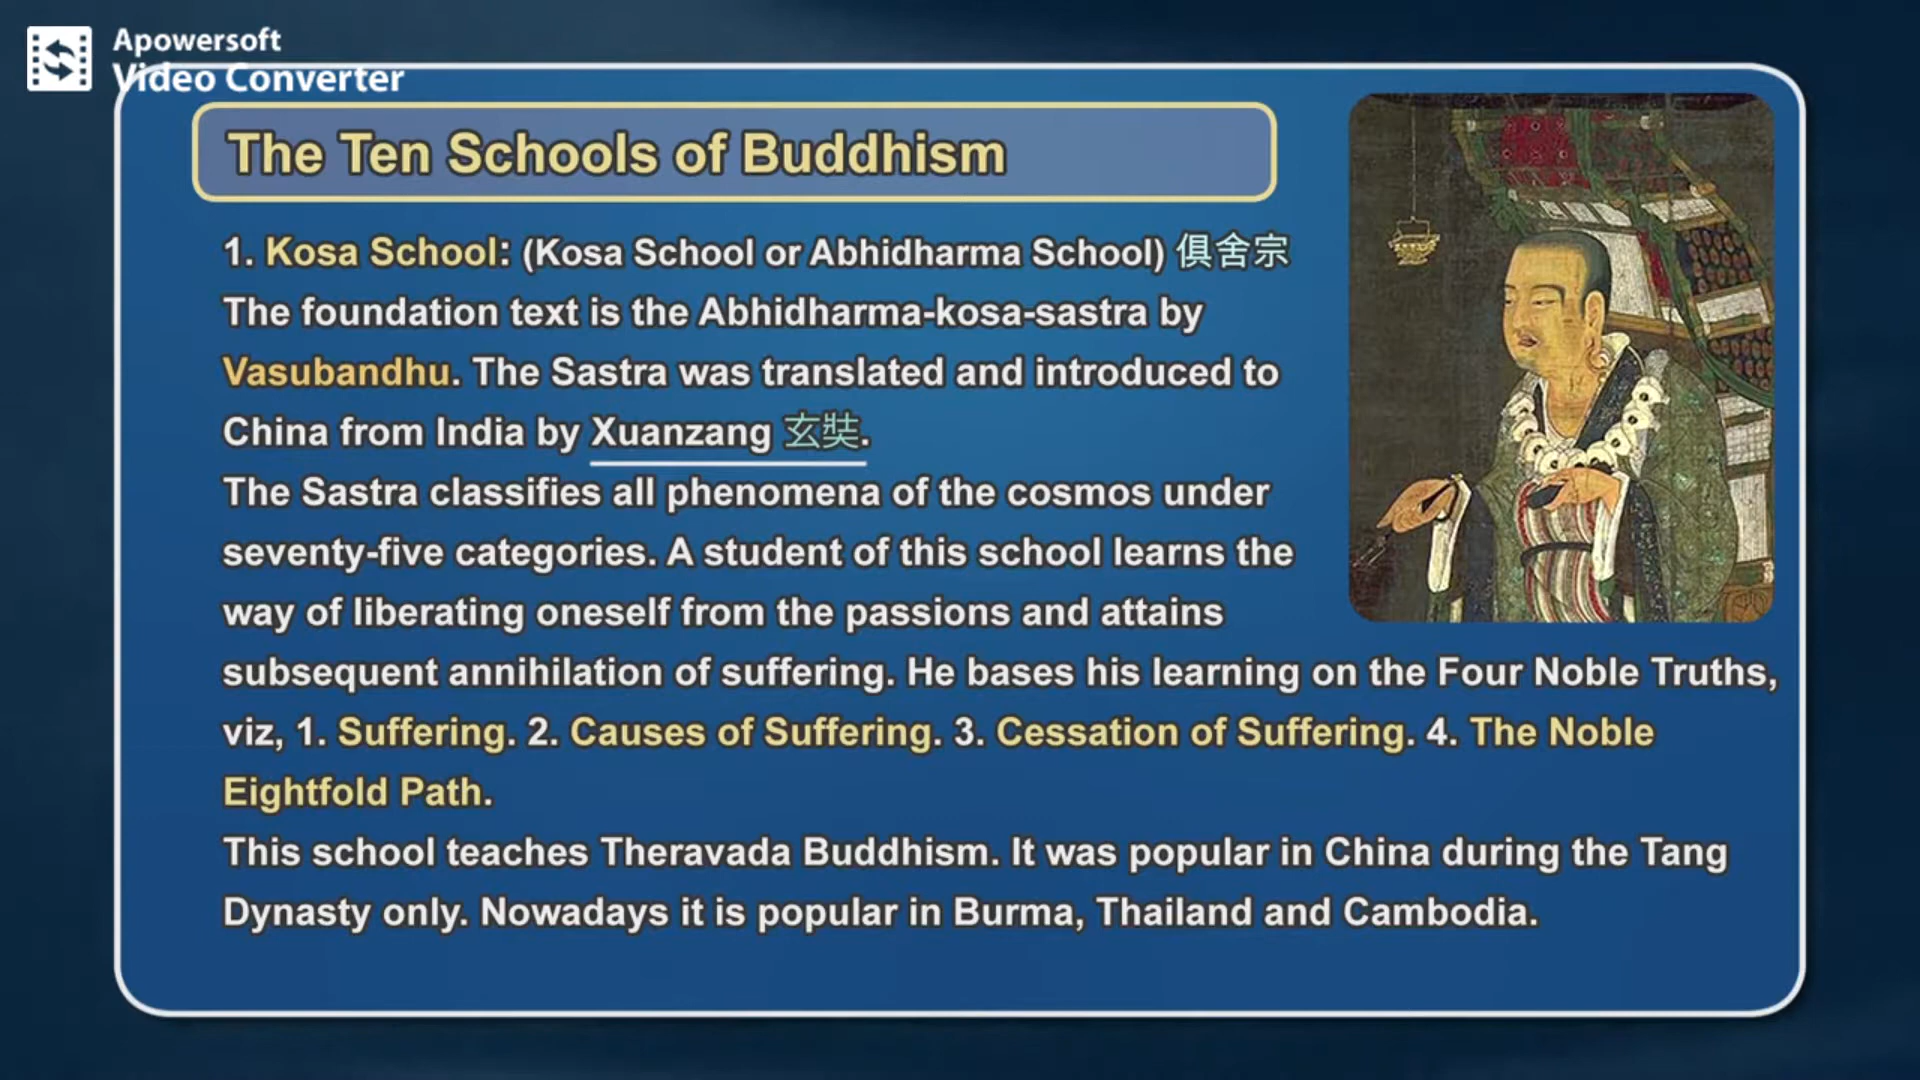 Apowersoft
Video Converter
The Ten Schools of Buddhism
1. Kosa School: (Kosa School or Abhidharma School) 俱舍宗
The foundation text is the Abhidharma-kosa-sastra by
Vasubandhu. The Sastra was translated and introduced to
China from India by Xuanzang 玄奘.
The Sastra classifies all phenomena of the cosmos under
seventy-five categories. A student of this school learns the
way of liberating oneself from the passions and attains
subsequent annihilation of suffering. He bases his learning on the Four Noble Truths,
viz, 1. Suffering. 2. Causes of Suffering. 3. Cessation of Suffering. 4. The Noble
Eightfold Path.
This school teaches Theravada Buddhism. It was popular in China during the Tang
Dynasty only. Nowadays it is popular in Burma, Thailand and Cambodia.